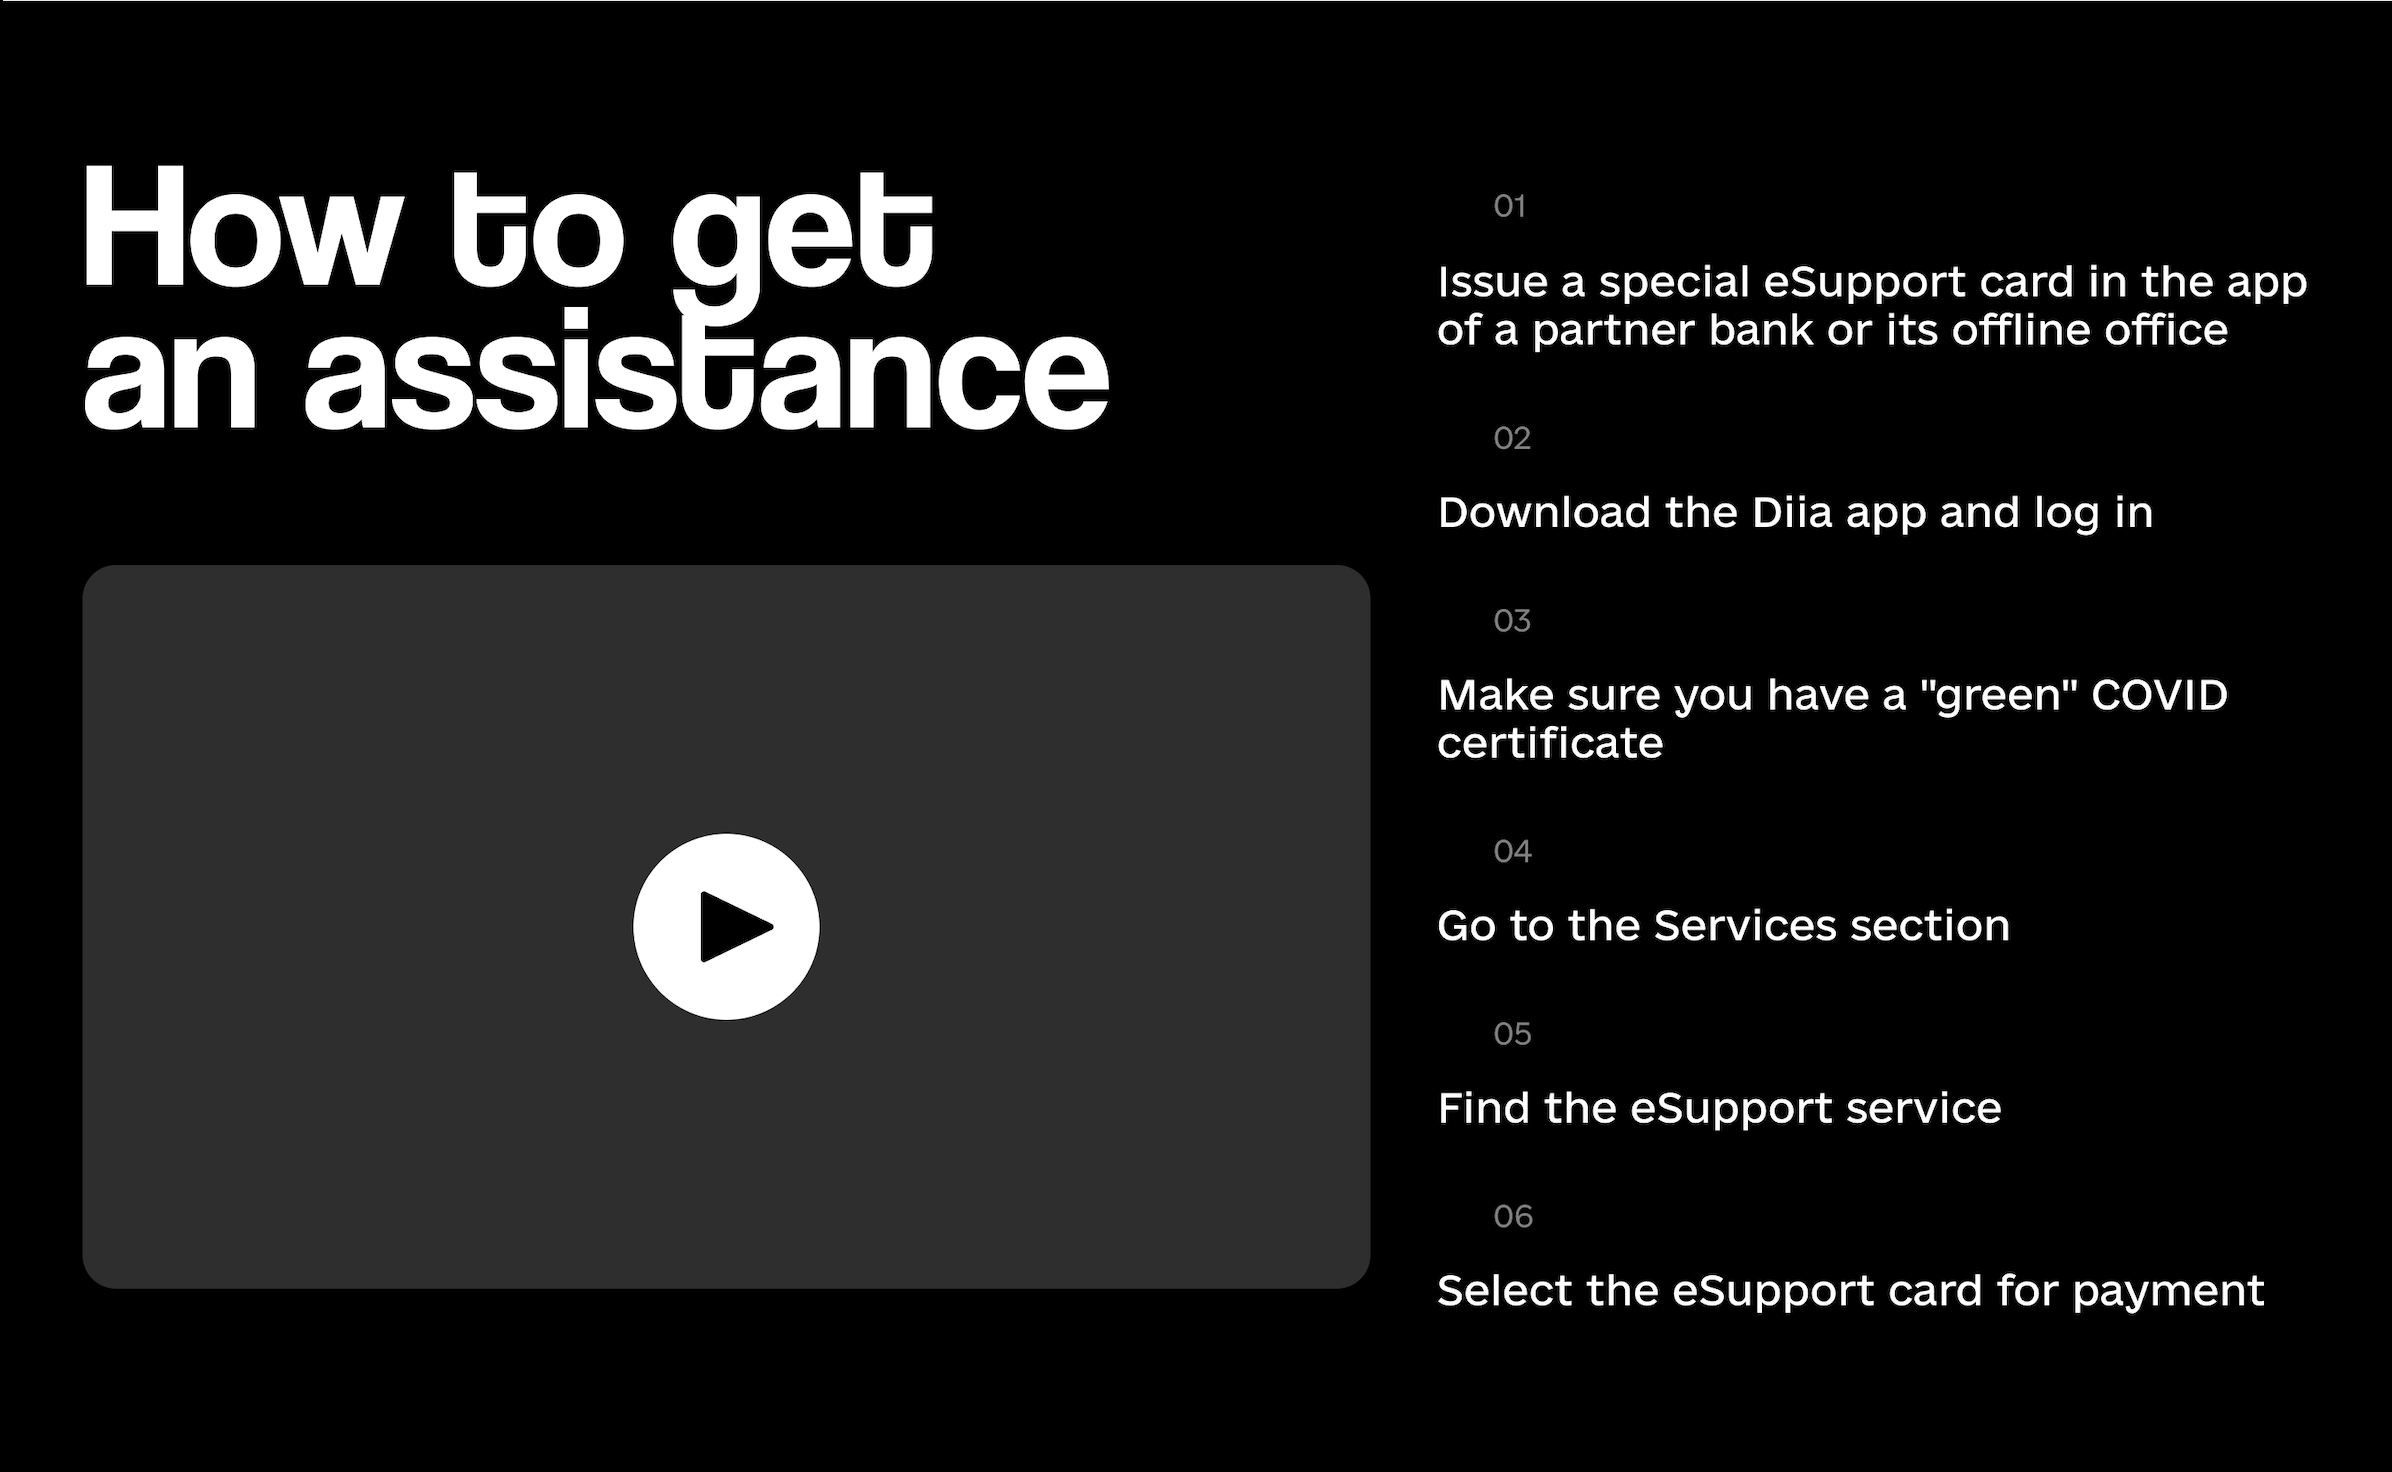 How to get
an assistance
01
Issue a special eSupport card in the app
of a partner bank or its offline office
02
Download the Diia app and log in
03
Make sure you have a "green" COVID
certificate
04
Go to the Services section
05
Find the eSupport service
06
Select the eSupport card for payment